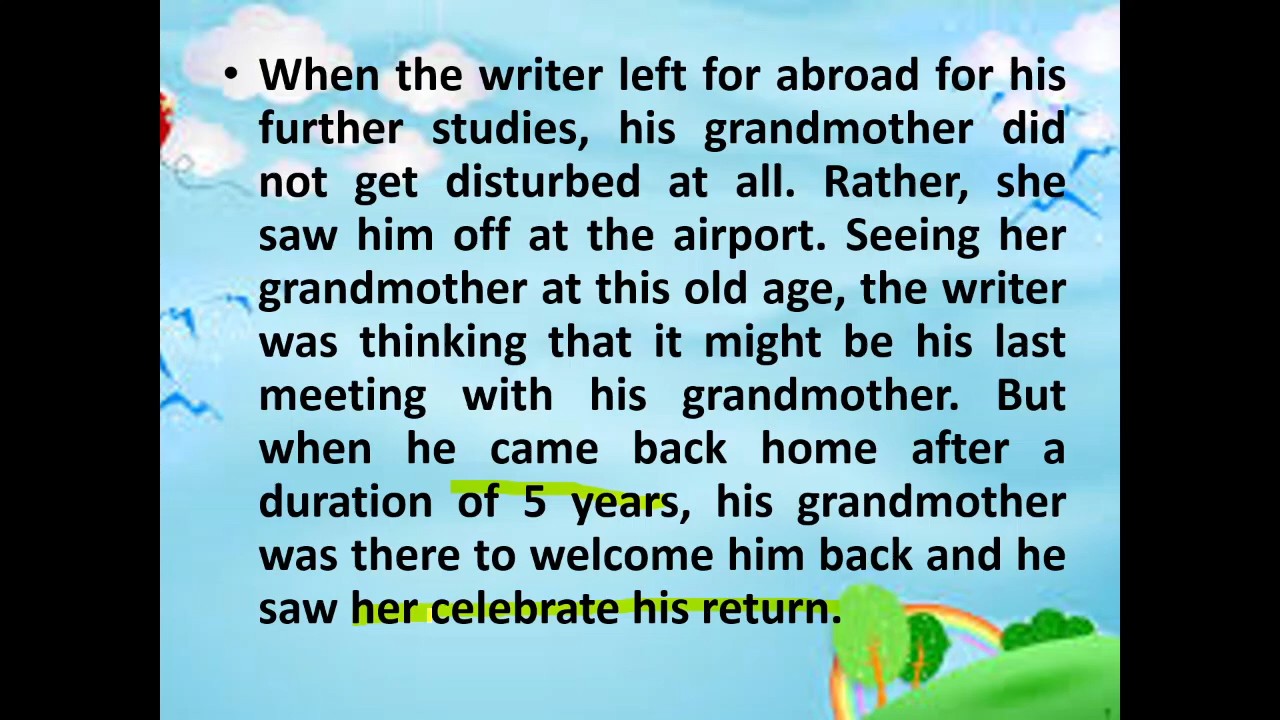 • When the writer left for abroad for his
further studies, his grandmother did
not get disturbed at all. Rather, she
saw him off at the airport. Seeing her
grandmother at this old age, the writer
was thinking that it might be his last
meeting with his grandmother. But
when he came back home after a
duration of 5 years, his grandmother
was there to welcome him back and he
saw her celebrate his return.